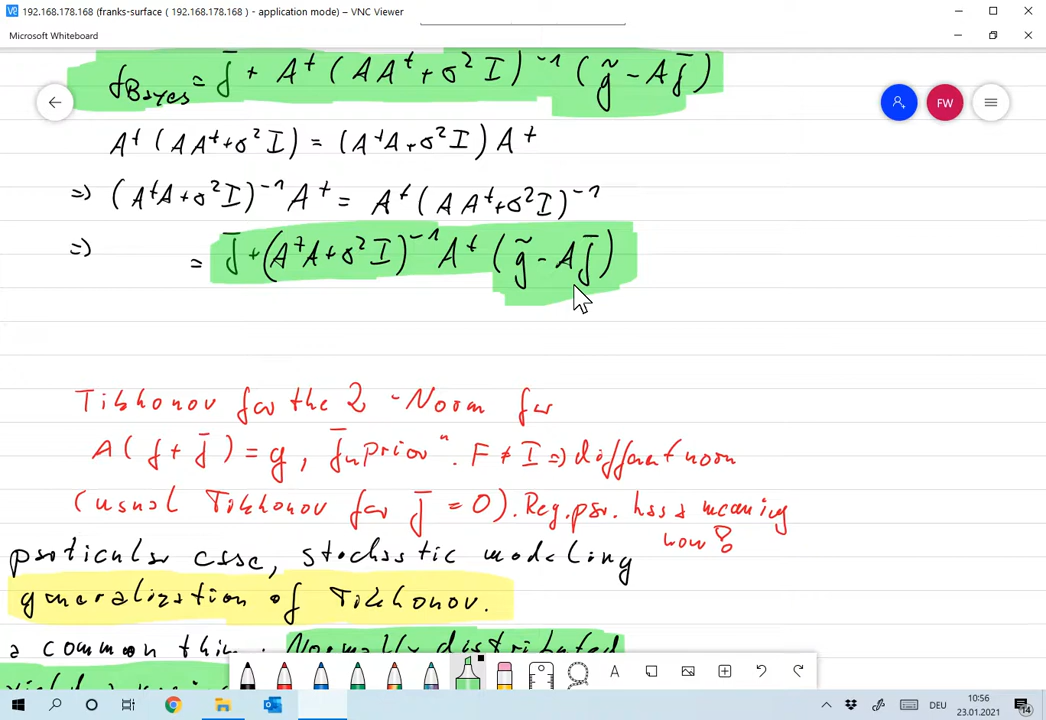 192.168.178.168 (franks-surface ( 192.168.178.168 ) - application mode) – VNC Viewer
Microsoft Whiteboard
f_Bayes = f̄ + A^t ( A A^t + σ² I )^-1 ( g̃ - A f̄ )
FW
A^t ( A A^t + σ² I ) = ( A^t A + σ² I ) A^t
=> ( A^t A + σ² I )^-1 A^t = A^t ( A A^t + σ² I )^-1
=> = f̄ + ( A^t A + σ² I )^-1 A^t ( g̃ - A f̄ )
Tikhonov for the 2-Norm for
A ( f + f̄ ) = g , f̄ "Prior". F ≠ I => different norm
(usual Tikhonov for f̄ = 0). Reg. par. has a meaning
now!
particular case, stochastic modeling
generalization of Tikhonov.
a common thin Normally distributed
A
DEU
10:56
23.01.2021
14